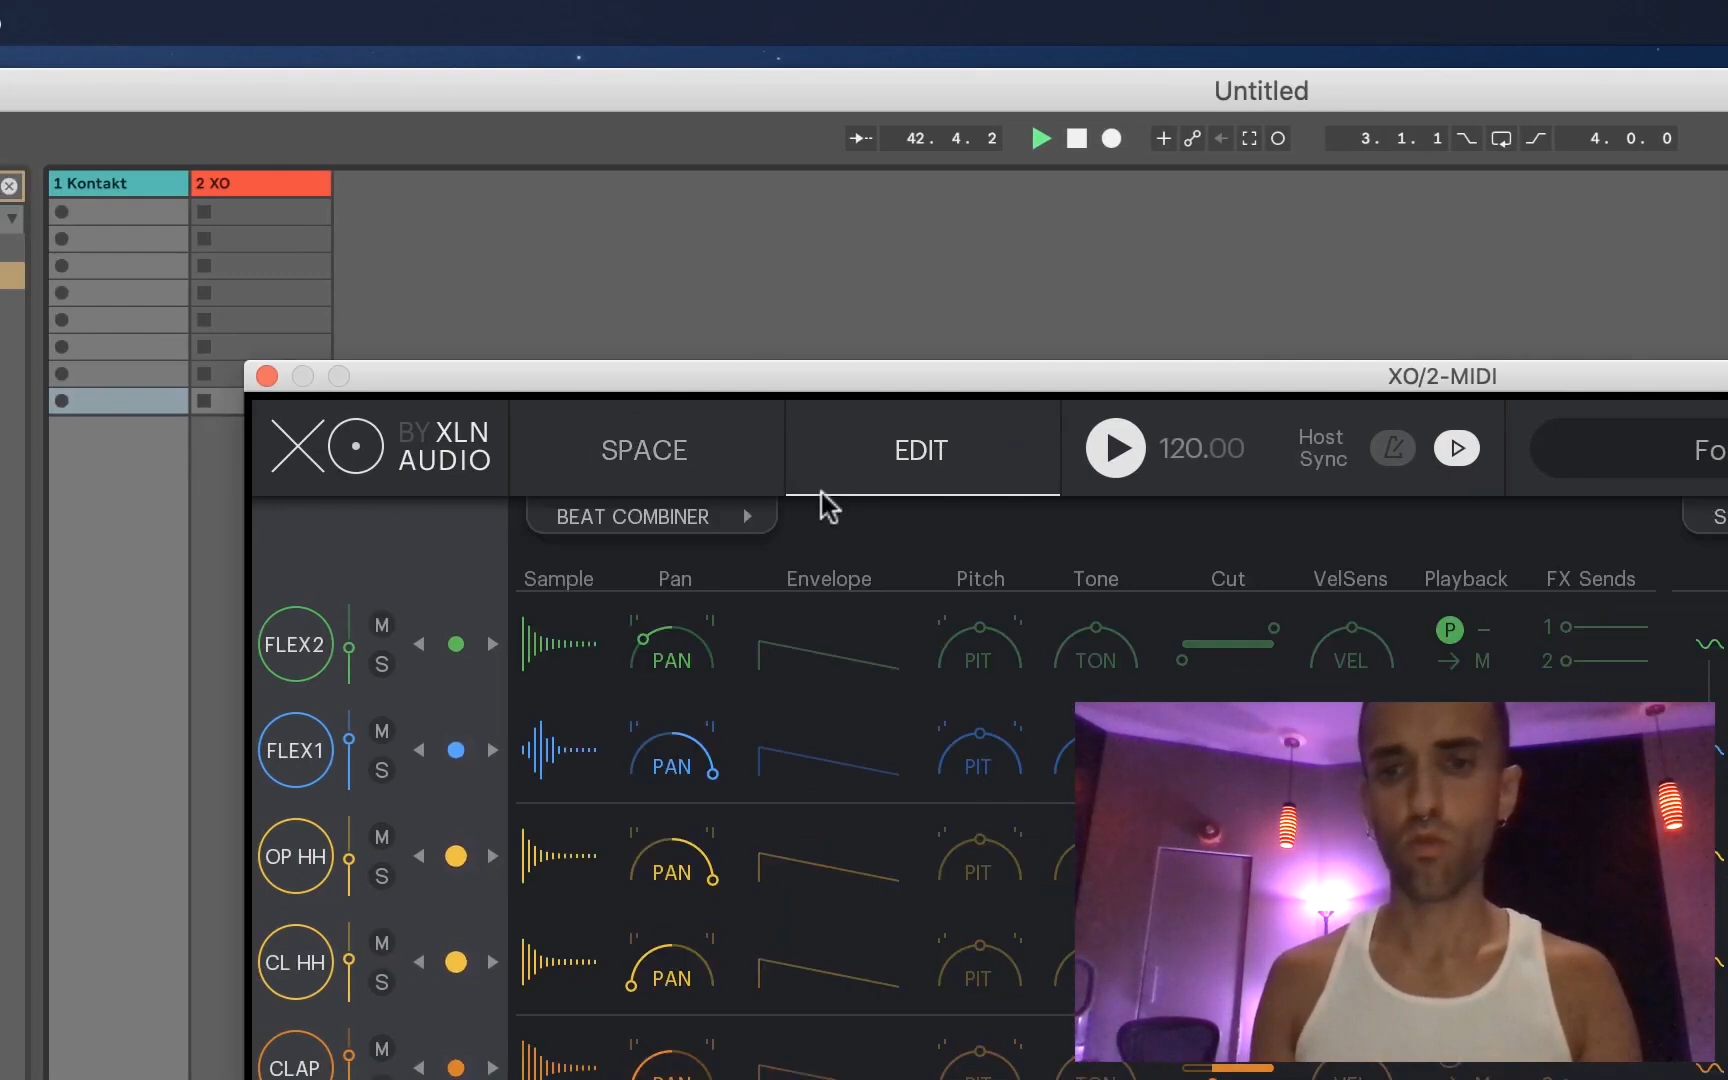 Untitled
42. 4. 2
3. 1. 1
4. 0. 0
1 Kontakt
2 XO
XO/2-MIDI
XO BY XLN AUDIO
SPACE
EDIT
120.00
Host Sync
Fo
BEAT COMBINER
S
Sample
Pan
Envelope
Pitch
Tone
Cut
VelSens
Playback
FX Sends
FLEX2
M
S
PAN
PIT
TON
VEL
P
M
1
2
FLEX1
M
S
PAN
PIT
OP HH
M
S
PAN
PIT
CL HH
M
S
PAN
PIT
CLAP
M